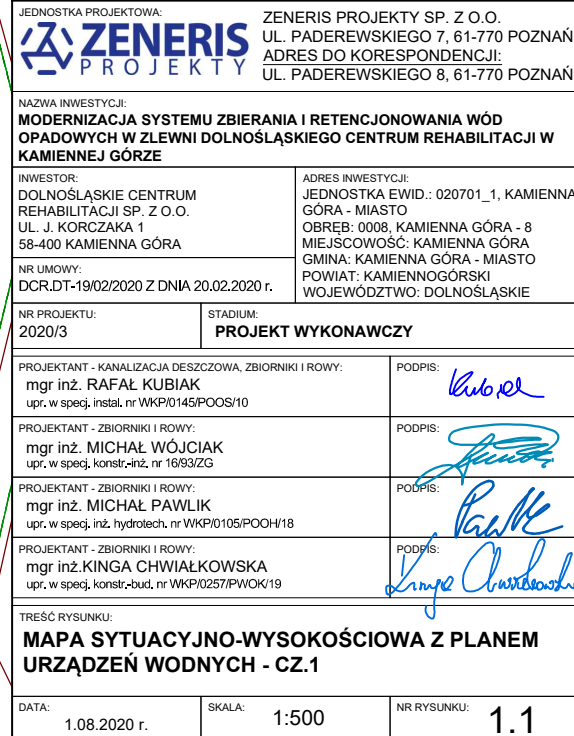 JEDNOSTKA PROJEKTOWA:
ZENERIS
PROJEKTY
ZENERIS PROJEKTY SP. Z O.O.
UL. PADEREWSKIEGO 7, 61-770 POZNAŃ
ADRES DO KORESPONDENCJI:
UL. PADEREWSKIEGO 8, 61-770 POZNAŃ
NAZWA INWESTYCJI:
MODERNIZACJA SYSTEMU ZBIERANIA I RETENCJONOWANIA WÓD
OPADOWYCH W ZLEWNI DOLNOŚLĄSKIEGO CENTRUM REHABILITACJI W
KAMIENNEJ GÓRZE
INWESTOR:
DOLNOŚLĄSKIE CENTRUM
REHABILITACJI SP. Z O.O.
UL. J. KORCZAKA 1
58-400 KAMIENNA GÓRA
NR UMOWY:
DCR.DT-19/02/2020 Z DNIA 20.02.2020 r.
ADRES INWESTYCJI:
JEDNOSTKA EWID.: 020701_1, KAMIENNA
GÓRA - MIASTO
OBRĘB: 0008, KAMIENNA GÓRA - 8
MIEJSCOWOŚĆ: KAMIENNA GÓRA
GMINA: KAMIENNA GÓRA - MIASTO
POWIAT: KAMIENNOGÓRSKI
WOJEWÓDZTWO: DOLNOŚLĄSKIE
NR PROJEKTU:
2020/3
STADIUM:
PROJEKT WYKONAWCZY
PROJEKTANT - KANALIZACJA DESZCZOWA, ZBIORNIKI I ROWY:
mgr inż. RAFAŁ KUBIAK
upr. w specj. instal. nr WKP/0145/POOS/10
PODPIS:
Kubiak
PROJEKTANT - ZBIORNIKI I ROWY:
mgr inż. MICHAŁ WÓJCIAK
upr. w specj. konstr-inż. nr 16/93/ZG
PODPIS:
PROJEKTANT - ZBIORNIKI I ROWY:
mgr inż. MICHAŁ PAWLIK
upr. w specj. inż. hydrotech. nr WKP/0105/POOH/18
PODPIS:
PROJEKTANT - ZBIORNIKI I ROWY:
mgr inż.KINGA CHWIAŁKOWSKA
upr. w specj. konstr.-bud. nr WKP/0257/PWOK/19
PODPIS:
Kinga Chwiałkowska
TREŚĆ RYSUNKU:
MAPA SYTUACYJNO-WYSOKOŚCIOWA Z PLANEM
URZĄDZEŃ WODNYCH - CZ.1
DATA:
1.08.2020 r.
SKALA:
1:500
NR RYSUNKU:
1.1